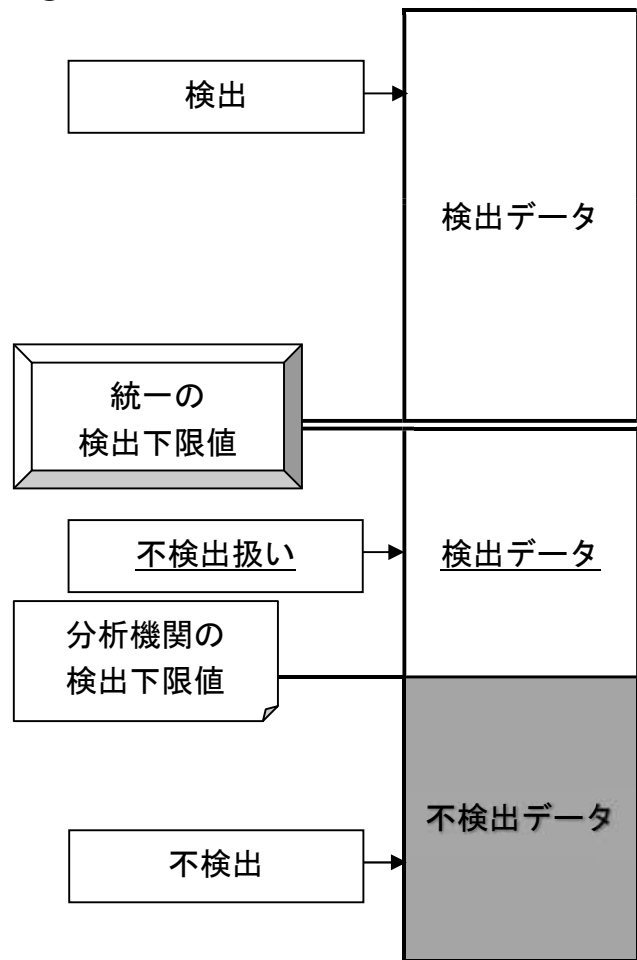 検出
検出データ
統一の
検出下限値
不検出扱い
検出データ
分析機関の
検出下限値
不検出データ
不検出